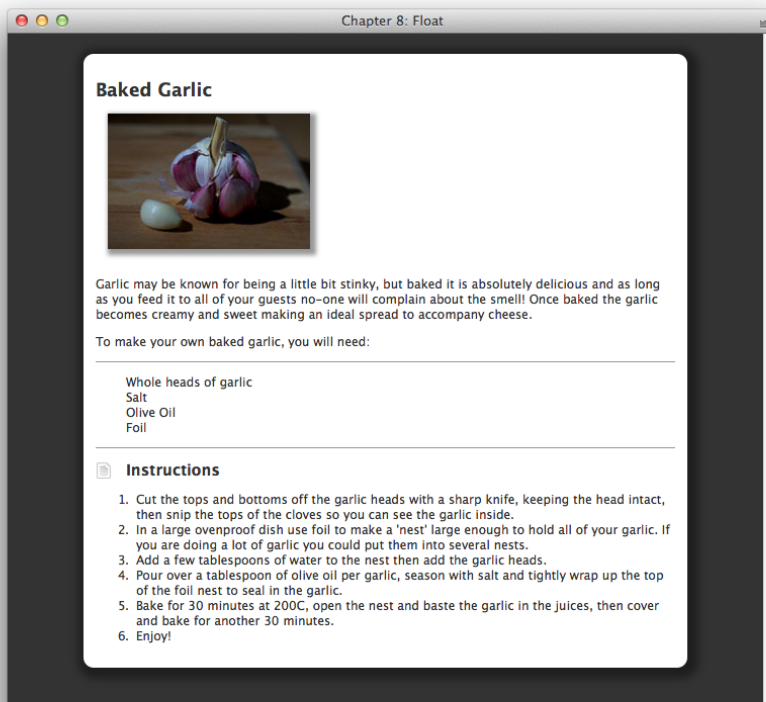 Chapter 8: Float
Baked Garlic
Garlic may be known for being a little bit stinky, but baked it is absolutely delicious and as long
as you feed it to all of your guests no-one will complain about the smell! Once baked the garlic
becomes creamy and sweet making an ideal spread to accompany cheese.
To make your own baked garlic, you will need:
Whole heads of garlic
Salt
Olive Oil
Foil
Instructions
1. Cut the tops and bottoms off the garlic heads with a sharp knife, keeping the head intact,
then snip the tops of the cloves so you can see the garlic inside.
2. In a large ovenproof dish use foil to make a 'nest' large enough to hold all of your garlic. If
you are doing a lot of garlic you could put them into several nests.
3. Add a few tablespoons of water to the nest then add the garlic heads.
4. Pour over a tablespoon of olive oil per garlic, season with salt and tightly wrap up the top
of the foil nest to seal in the garlic.
5. Bake for 30 minutes at 200C, open the nest and baste the garlic in the juices, then cover
and bake for another 30 minutes.
6. Enjoy!